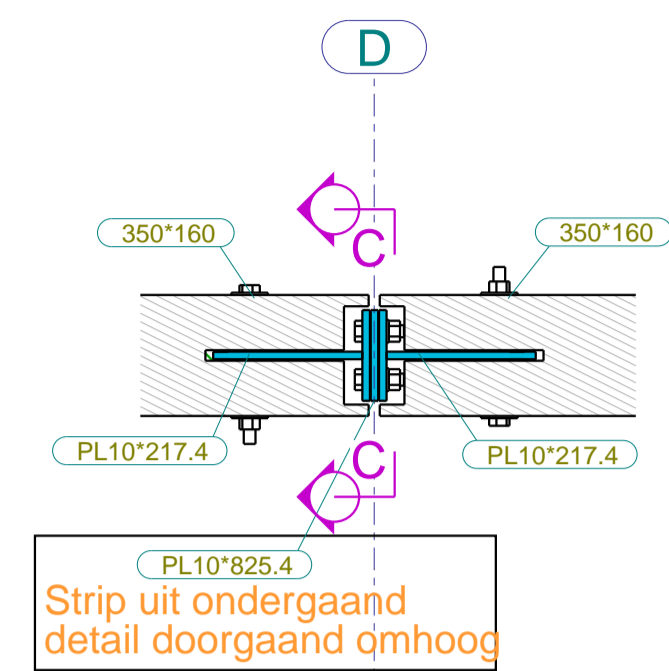 D
C
350*160
350*160
PL10*217.4
PL10*217.4
C
PL10*825.4
Strip uit ondergaand
detail doorgaand omhoog